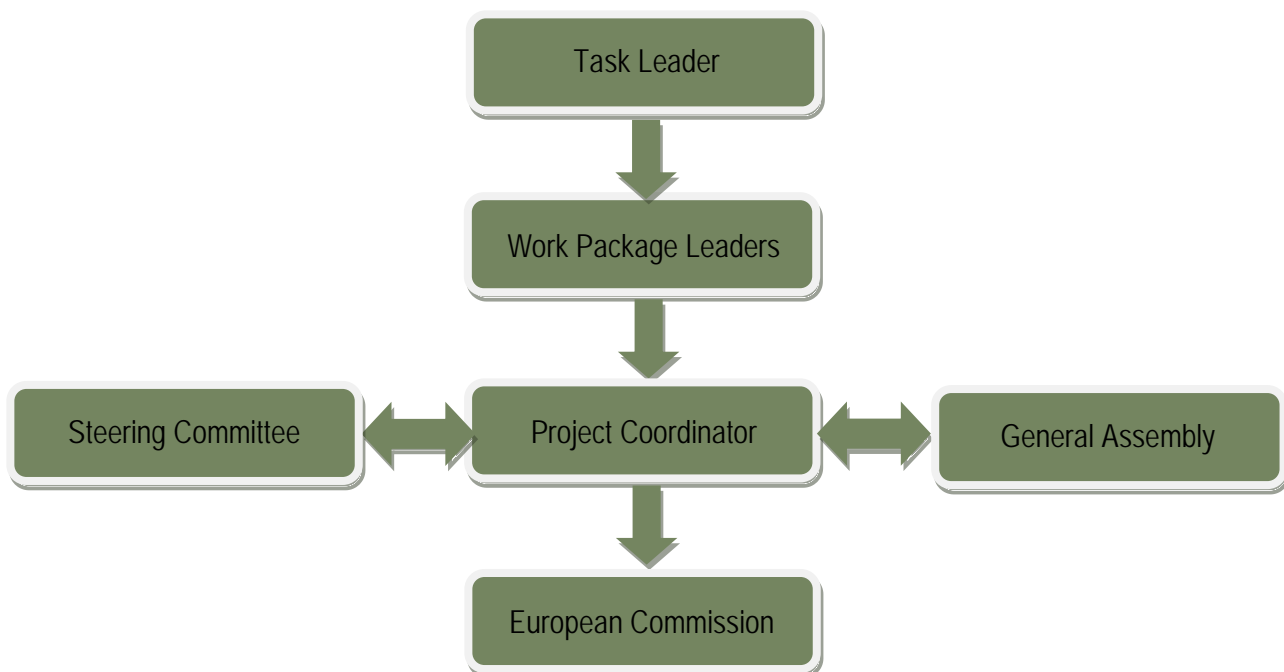 Task Leader
Work Package Leaders
Steering Committee
Project Coordinator
General Assembly
European Commission